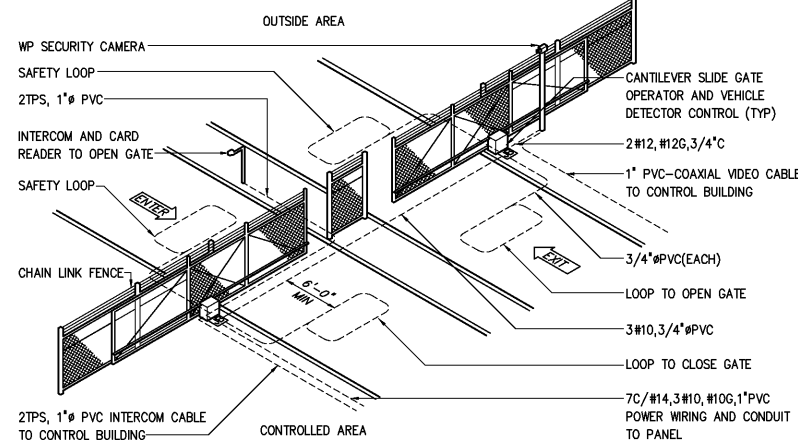 OUTSIDE AREA
WP SECURITY CAMERA
SAFETY LOOP
2TPS, 1"ø PVC
INTERCOM AND CARD
READER TO OPEN GATE
SAFETY LOOP
ENTER
CHAIN LINK FENCE
6'-0"
MIN
2TPS, 1"ø PVC INTERCOM CABLE
TO CONTROL BUILDING
CONTROLLED AREA
CANTILEVER SLIDE GATE
OPERATOR AND VEHICLE
DETECTOR CONTROL (TYP)
2#12, #12G,3/4"C
1" PVC-COAXIAL VIDEO CABLE
TO CONTROL BUILDING
3/4"øPVC(EACH)
EXIT
LOOP TO OPEN GATE
3#10,3/4"øPVC
LOOP TO CLOSE GATE
7C/#14,3#10, #10G,1"PVC
POWER WIRING AND CONDUIT
TO PANEL